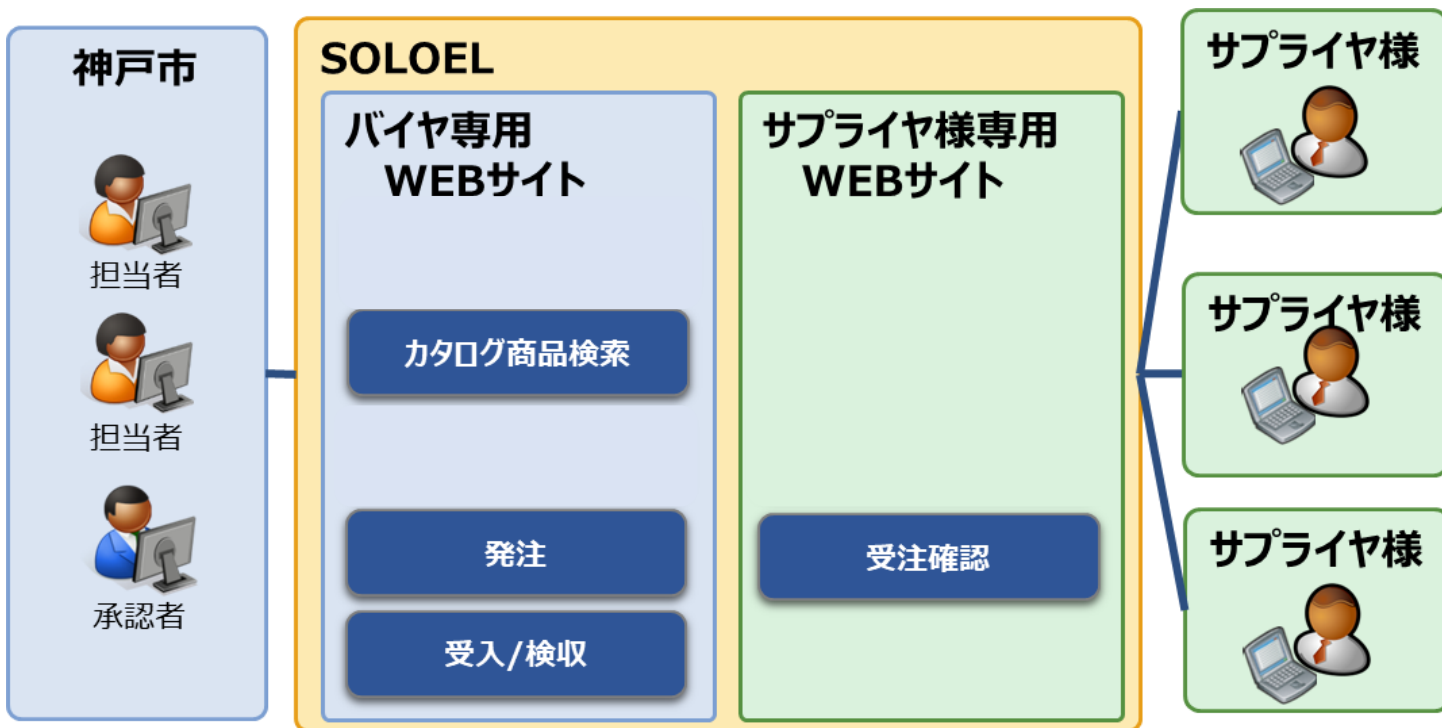 神戸市
担当者
担当者
承認者
SOLOEL
バイヤ専用
WEBサイト
カタログ商品検索
発注
受入/検収
サプライヤ様専用
WEBサイト
受注確認
サプライヤ様
サプライヤ様
サプライヤ様